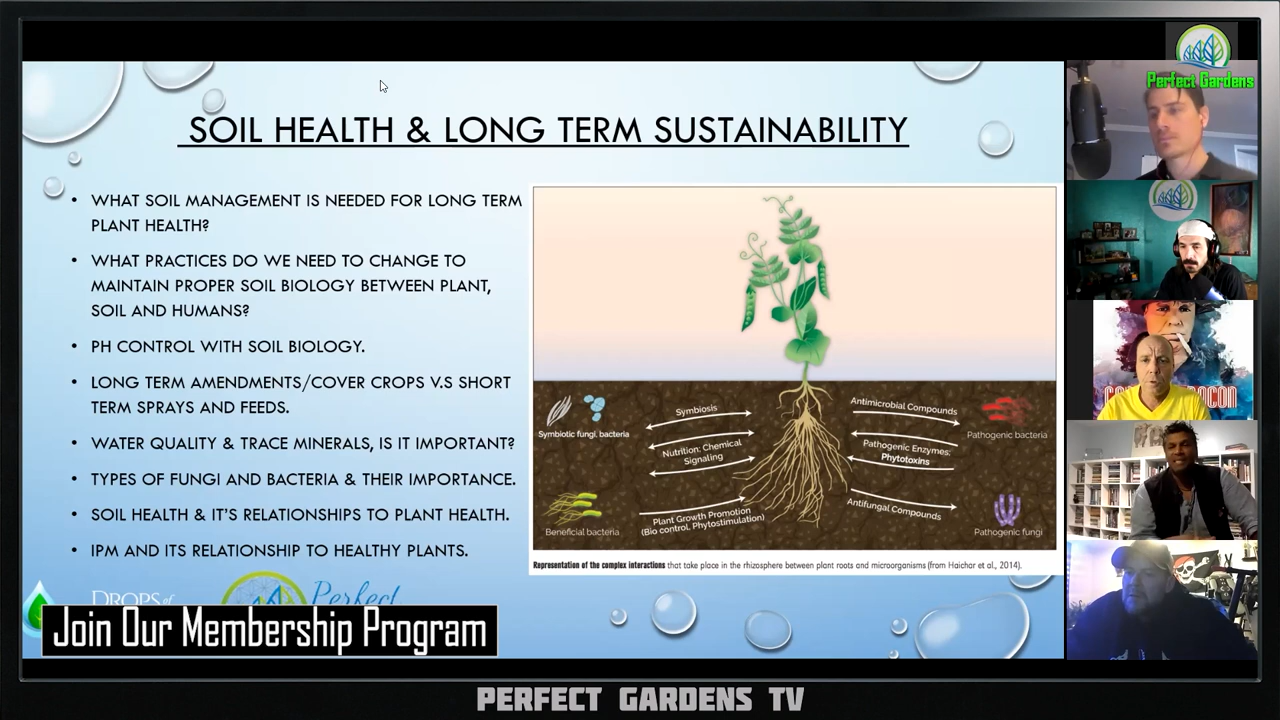 Perfect Gardens
SOIL HEALTH & LONG TERM SUSTAINABILITY
• WHAT SOIL MANAGEMENT IS NEEDED FOR LONG TERM
PLANT HEALTH?
• WHAT PRACTICES DO WE NEED TO CHANGE TO
MAINTAIN PROPER SOIL BIOLOGY BETWEEN PLANT,
SOIL AND HUMANS?
• PH CONTROL WITH SOIL BIOLOGY.
• LONG TERM AMENDMENTS/COVER CROPS V.S SHORT
TERM SPRAYS AND FEEDS.
• WATER QUALITY & TRACE MINERALS, IS IT IMPORTANT?
• TYPES OF FUNGI AND BACTERIA & THEIR IMPORTANCE.
• SOIL HEALTH & IT'S RELATIONSHIPS TO PLANT HEALTH.
• IPM AND ITS RELATIONSHIP TO HEALTHY PLANTS.
Symbiotic fungi, bacteria
Symbiosis
Nutrition; Chemical
Signaling
Beneficial bacteria
Plant Growth Promotion
(Bio control, Phytostimulation)
Antimicrobial Compounds
Pathogenic bacteria
Pathogenic Enzymes;
Phytotoxins
Antifungal Compounds
Pathogenic fungi
Representation of the complex interactions that take place in the rhizosphere between plant roots and microorganisms (from Haichar et al., 2014).
DROPS of
Perfect
Join Our Membership Program
PERFECT GARDENS TV